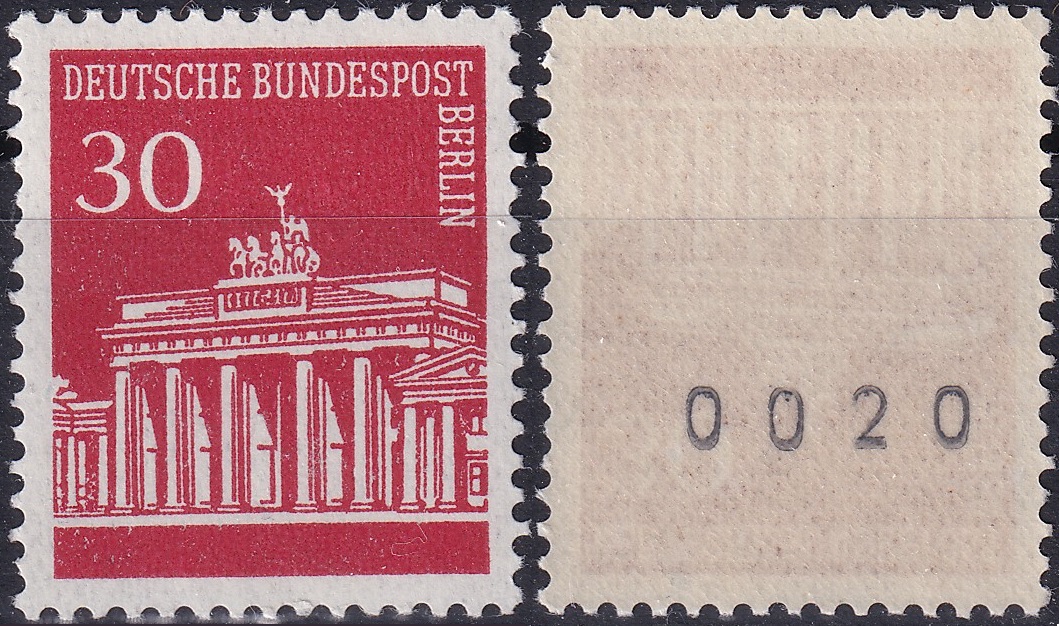 DEUTSCHE BUNDESPOST
BERLIN
30
0020